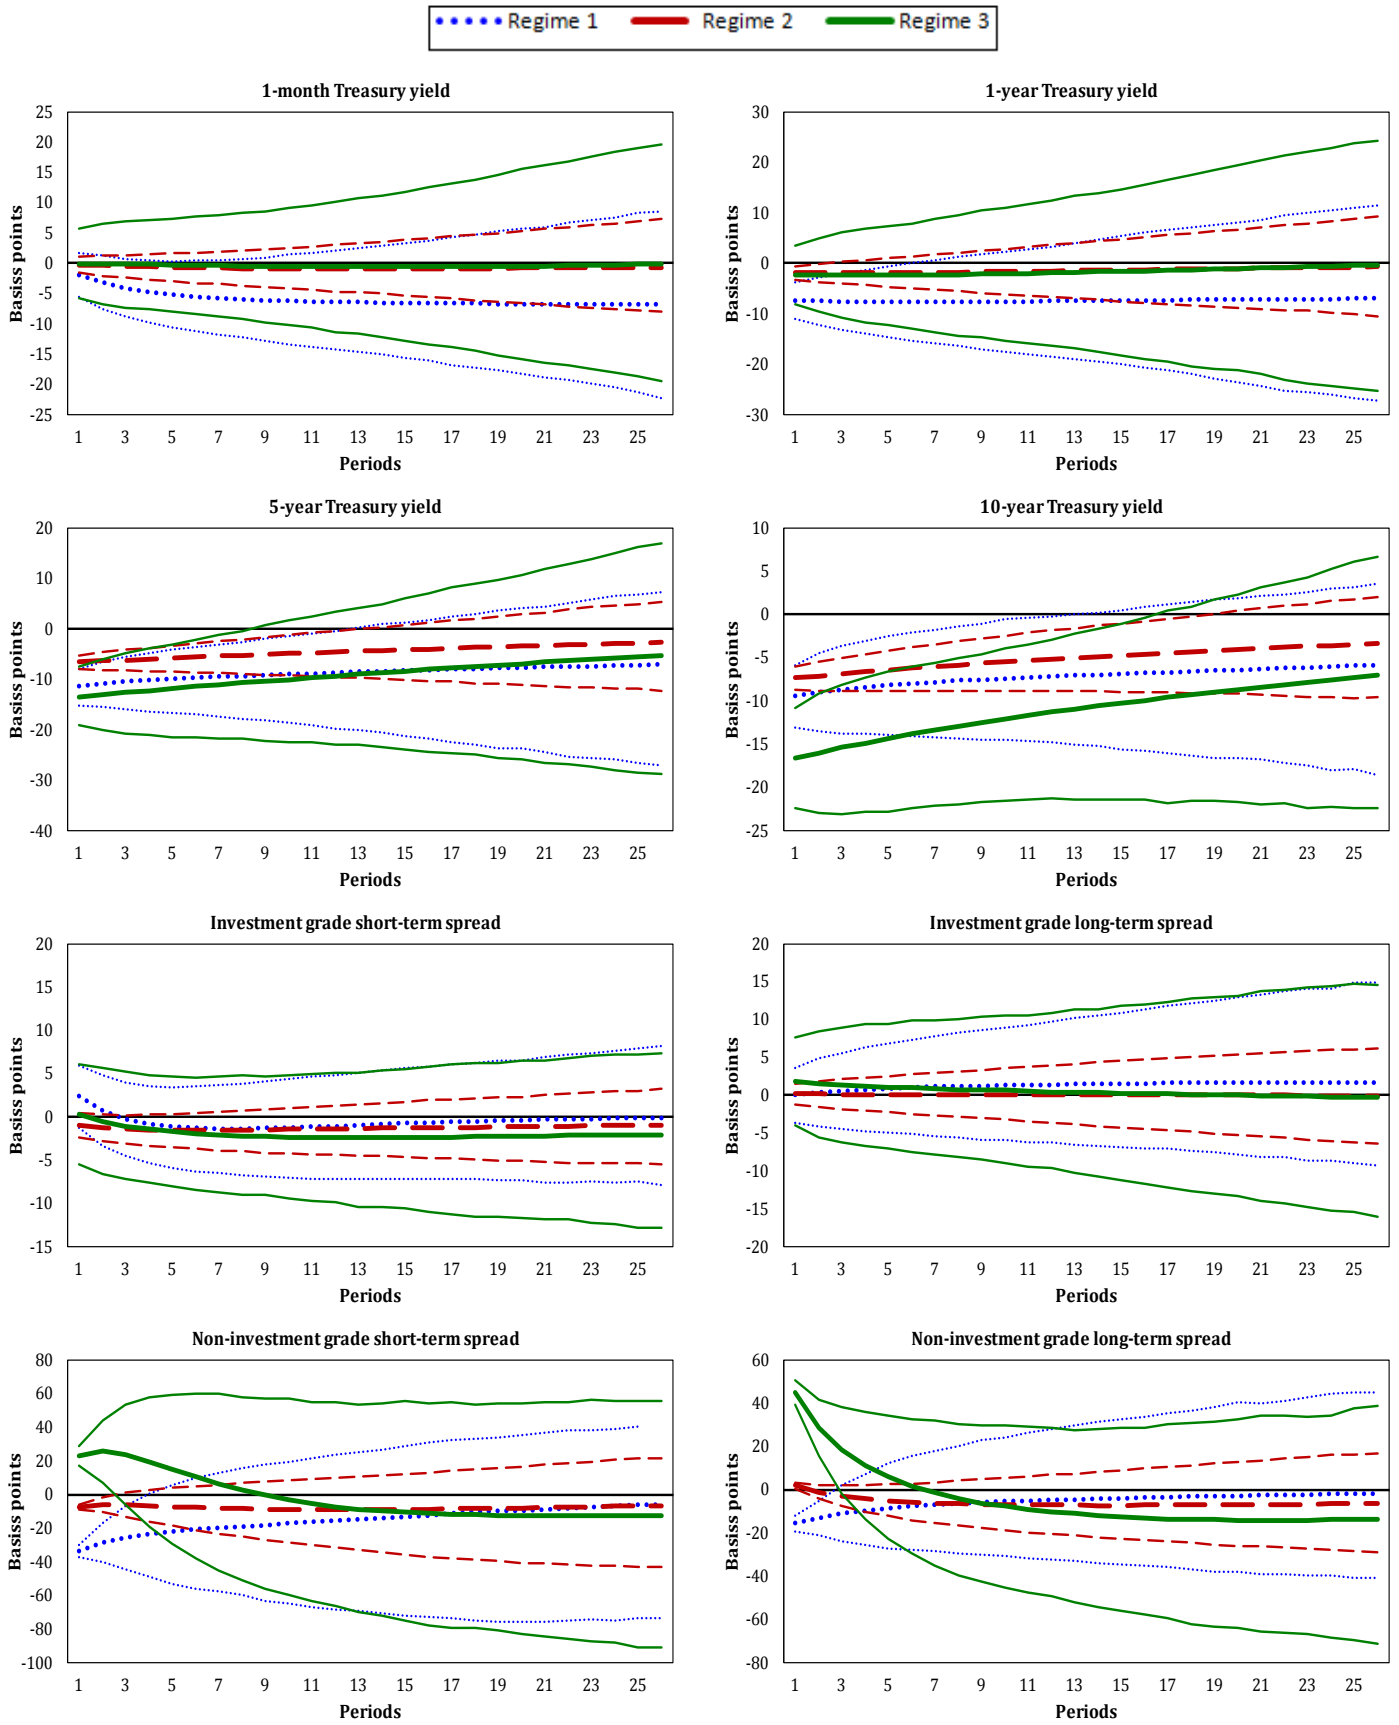 Regime 1 Regime 2 Regime 3
1-month Treasury yield
Basiss points
25
20
15
10
5
0
-5
-10
-15
-20
-25
1 3 5 7 9 11 13 15 17 19 21 23 25
Periods
1-year Treasury yield
Basiss points
30
20
10
0
-10
-20
-30
1 3 5 7 9 11 13 15 17 19 21 23 25
Periods
5-year Treasury yield
Basiss points
20
10
0
-10
-20
-30
-40
1 3 5 7 9 11 13 15 17 19 21 23 25
Periods
10-year Treasury yield
Basiss points
10
5
0
-5
-10
-15
-20
-25
1 3 5 7 9 11 13 15 17 19 21 23 25
Periods
Investment grade short-term spread
Basiss points
20
15
10
5
0
-5
-10
-15
1 3 5 7 9 11 13 15 17 19 21 23 25
Periods
Investment grade long-term spread
Basiss points
20
15
10
5
0
-5
-10
-15
-20
1 3 5 7 9 11 13 15 17 19 21 23 25
Periods
Non-investment grade short-term spread
Basiss points
80
60
40
20
0
-20
-40
-60
-80
-100
1 3 5 7 9 11 13 15 17 19 21 23 25
Periods
Non-investment grade long-term spread
Basiss points
60
40
20
0
-20
-40
-60
-80
1 3 5 7 9 11 13 15 17 19 21 23 25
Periods